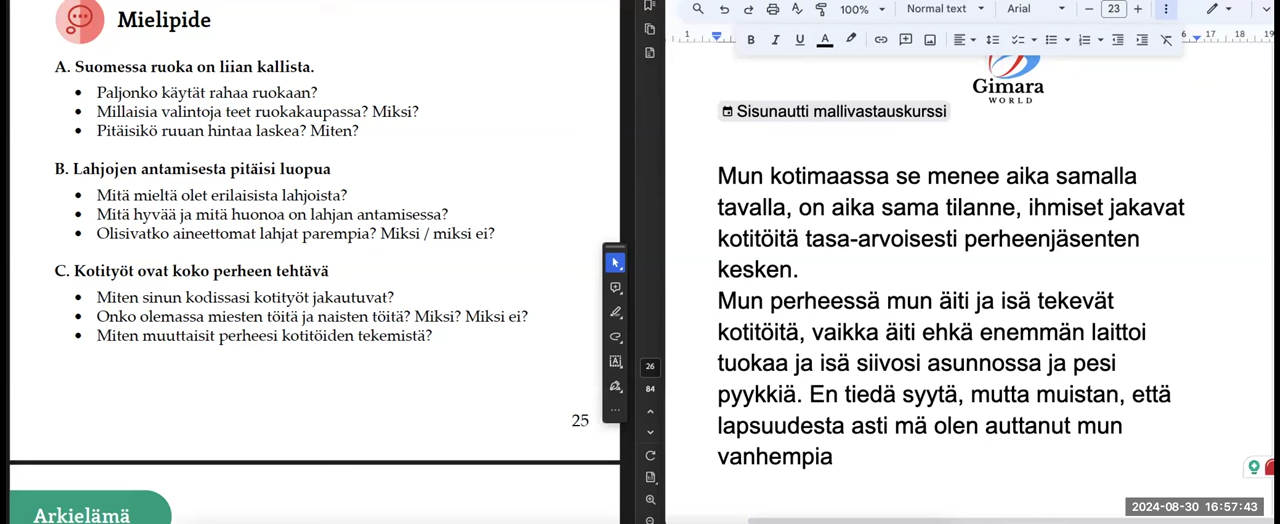 Mielipide
A. Suomessa ruoka on liian kallista.
• Paljonko käytät rahaa ruokaan?
• Millaisia valintoja teet ruokakaupassa? Miksi?
• Pitäisikö ruuan hintaa laskea? Miten?
B. Lahjojen antamisesta pitäisi luopua
• Mitä mieltä olet erilaisista lahjoista?
• Mitä hyvää ja mitä huonoa on lahjan antamisessa?
• Olisivatko aineettomat lahjat parempia? Miksi / miksi ei?
C. Kotityöt ovat koko perheen tehtävä
• Miten sinun kodissasi kotityöt jakautuvat?
• Onko olemassa miesten töitä ja naisten töitä? Miksi? Miksi ei?
• Miten muuttaisit perheesi kotitöiden tekemistä?
25
Arkielämä
26
84
100%
Normal text
Arial
23
1
16 17 18 19
Gimara
WORLD
Sisunautti mallivastauskurssi
Mun kotimaassa se menee aika samalla
tavalla, on aika sama tilanne, ihmiset jakavat
kotitöitä tasa-arvoisesti perheenjäsenten
kesken.
Mun perheessä mun äiti ja isä tekevät
kotitöitä, vaikka äiti ehkä enemmän laittoi
tuokaa ja isä siivosi asunnossa ja pesi
pyykkiä. En tiedä syytä, mutta muistan, että
lapsuudesta asti mä olen auttanut mun
vanhempia
2024-08-30 16:57:43